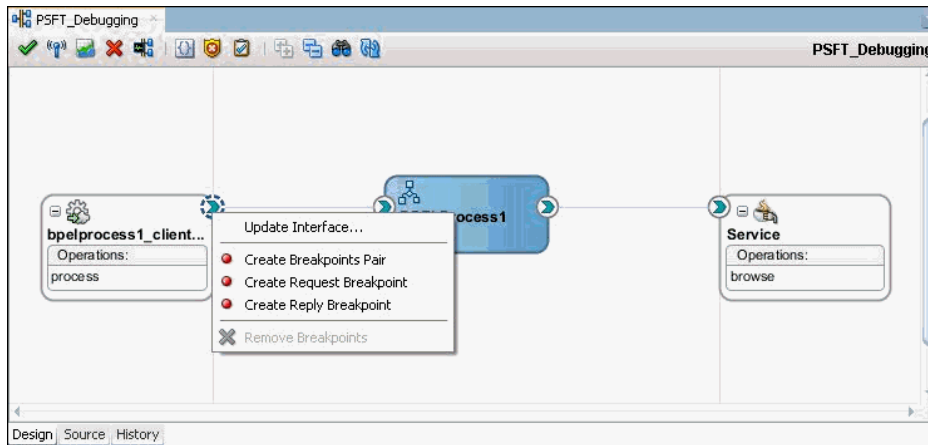 PSFT_Debugging
PSFT_Debugging
bpelprocess1_client...
Operations:
process
Update Interface...
Create Breakpoints Pair
Create Request Breakpoint
Create Reply Breakpoint
Remove Breakpoints
ocess1
Service
Operations:
browse
Design Source History